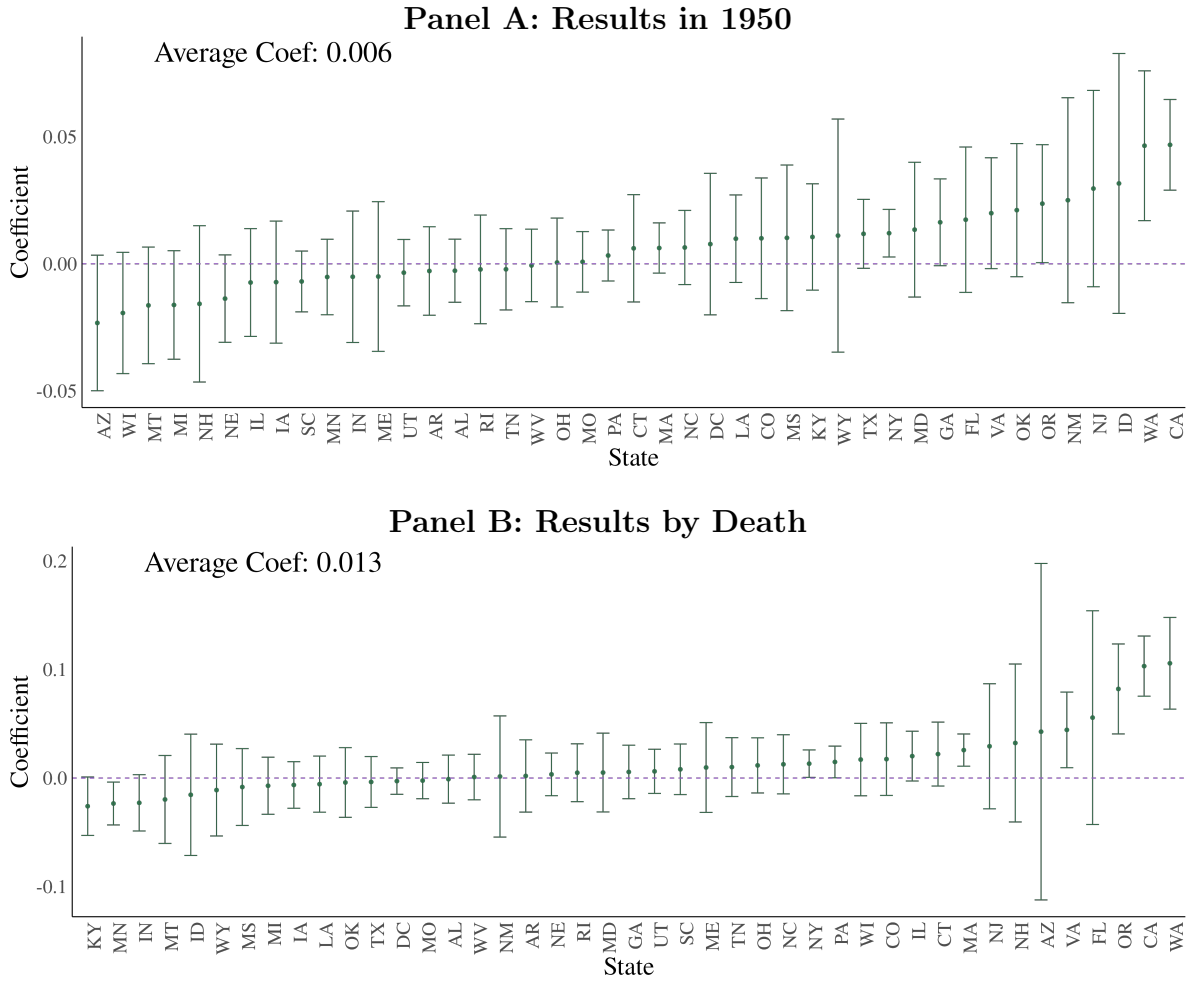 Panel A: Results in 1950
Average Coef: 0.006
0.05
0.00
-0.05
Coefficient
AZ WI MT MI NH NE IL IA SC MN IN ME UT AR AL RI TN WV OH MO PA CT MA NC DC LA CO MS KY WY TX NY MD GA FL VA OK OR NM NJ ID WA CA
State
Panel B: Results by Death
Average Coef: 0.013
0.2
0.1
0.0
-0.1
Coefficient
KY MN IN MT ID WY MS MI IA LA OK TX DC MO AL WV NM AR NE RI MD GA UT SC ME TN OH NC NY PA WI CO IL CT MA NJ NH AZ VA FL OR CA WA
State